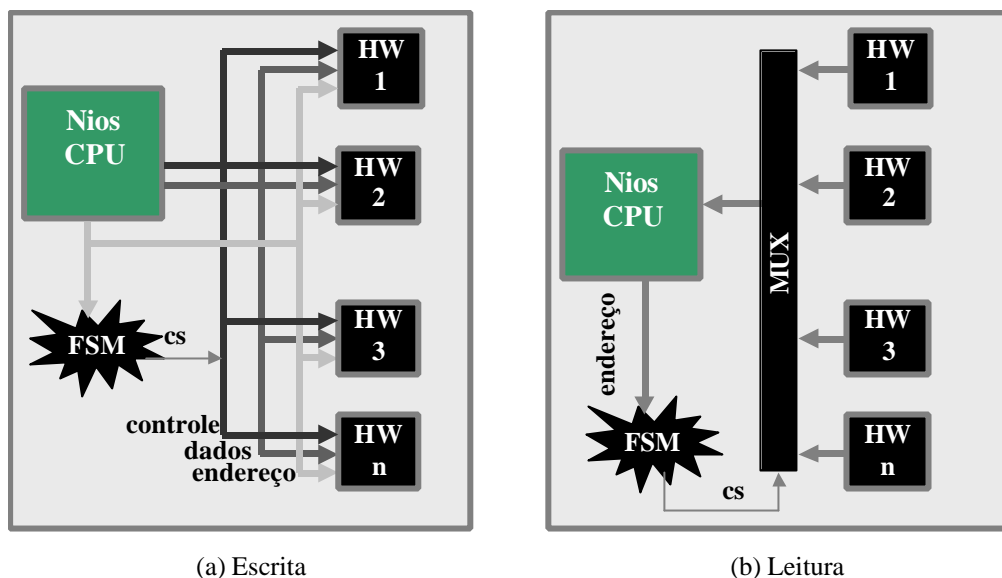 HW
1
Nios
CPU
HW
2
FSM
cs
HW
3
controle
dados
endereço
HW
n
(a) Escrita
HW
1
Nios
CPU
HW
2
MUX
endereço
HW
3
FSM
cs
HW
n
(b) Leitura